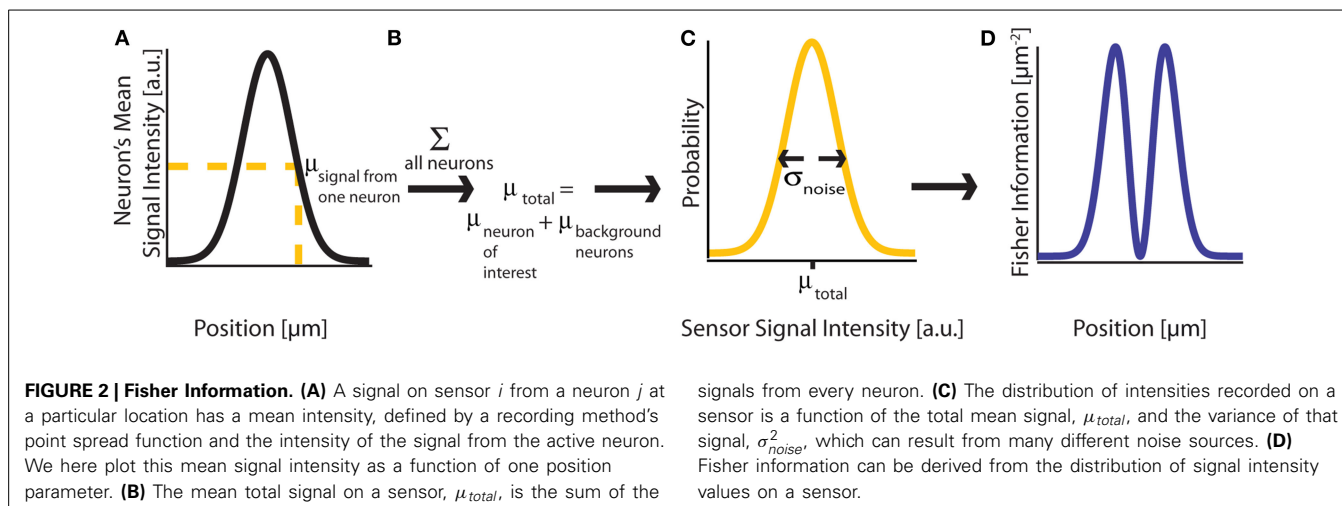 A
Neuron's Mean
Signal Intensity [a.u.]
μsignal from
one neuron
Position [μm]
B
Σ
all neurons
μtotal =
μneuron of interest + μbackground neurons
C
Probability
σnoise
μtotal
Sensor Signal Intensity [a.u.]
D
Fisher Information [μm⁻²]
Position [μm]
FIGURE 2 | Fisher Information. (A) A signal on sensor i from a neuron j at
a particular location has a mean intensity, defined by a recording method's
point spread function and the intensity of the signal from the active neuron.
We here plot this mean signal intensity as a function of one position
parameter. (B) The mean total signal on a sensor, μtotal, is the sum of the
signals from every neuron. (C) The distribution of intensities recorded on a
sensor is a function of the total mean signal, μtotal, and the variance of that
signal, σ²noise, which can result from many different noise sources. (D)
Fisher information can be derived from the distribution of signal intensity
values on a sensor.